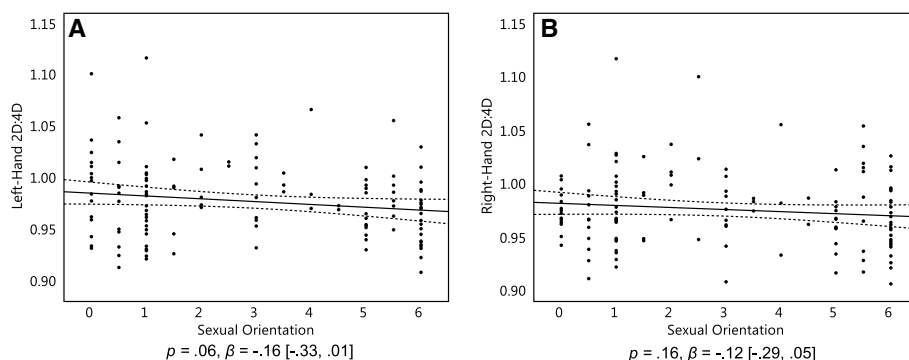 A
1.15
1.10
1.05
1.00
0.95
0.90
Left-Hand 2D:4D
0 1 2 3 4 5 6
Sexual Orientation
p = .06, β = -.16 [-.33, .01]
B
1.15
1.10
1.05
1.00
0.95
0.90
Right-Hand 2D:4D
0 1 2 3 4 5 6
Sexual Orientation
p = .16, β = -.12 [-.29, .05]